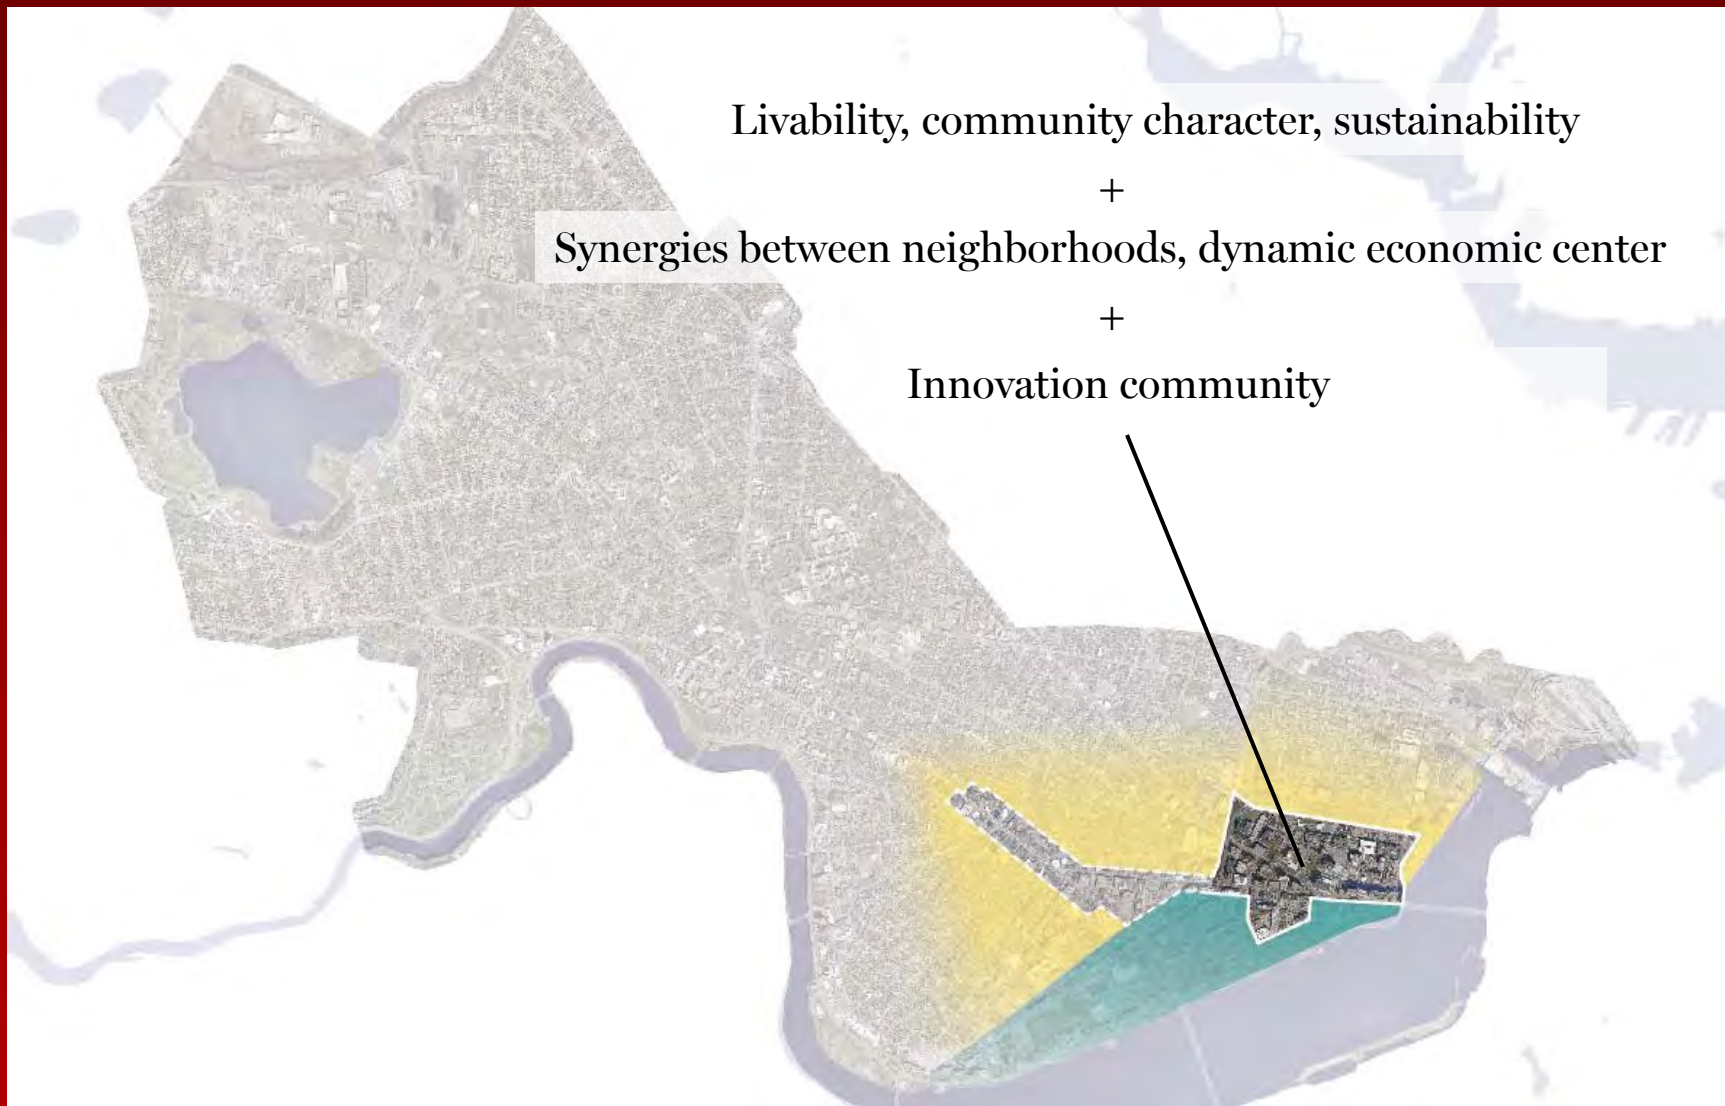 Livability, community character, sustainability
+
Synergies between neighborhoods, dynamic economic center
+
Innovation community